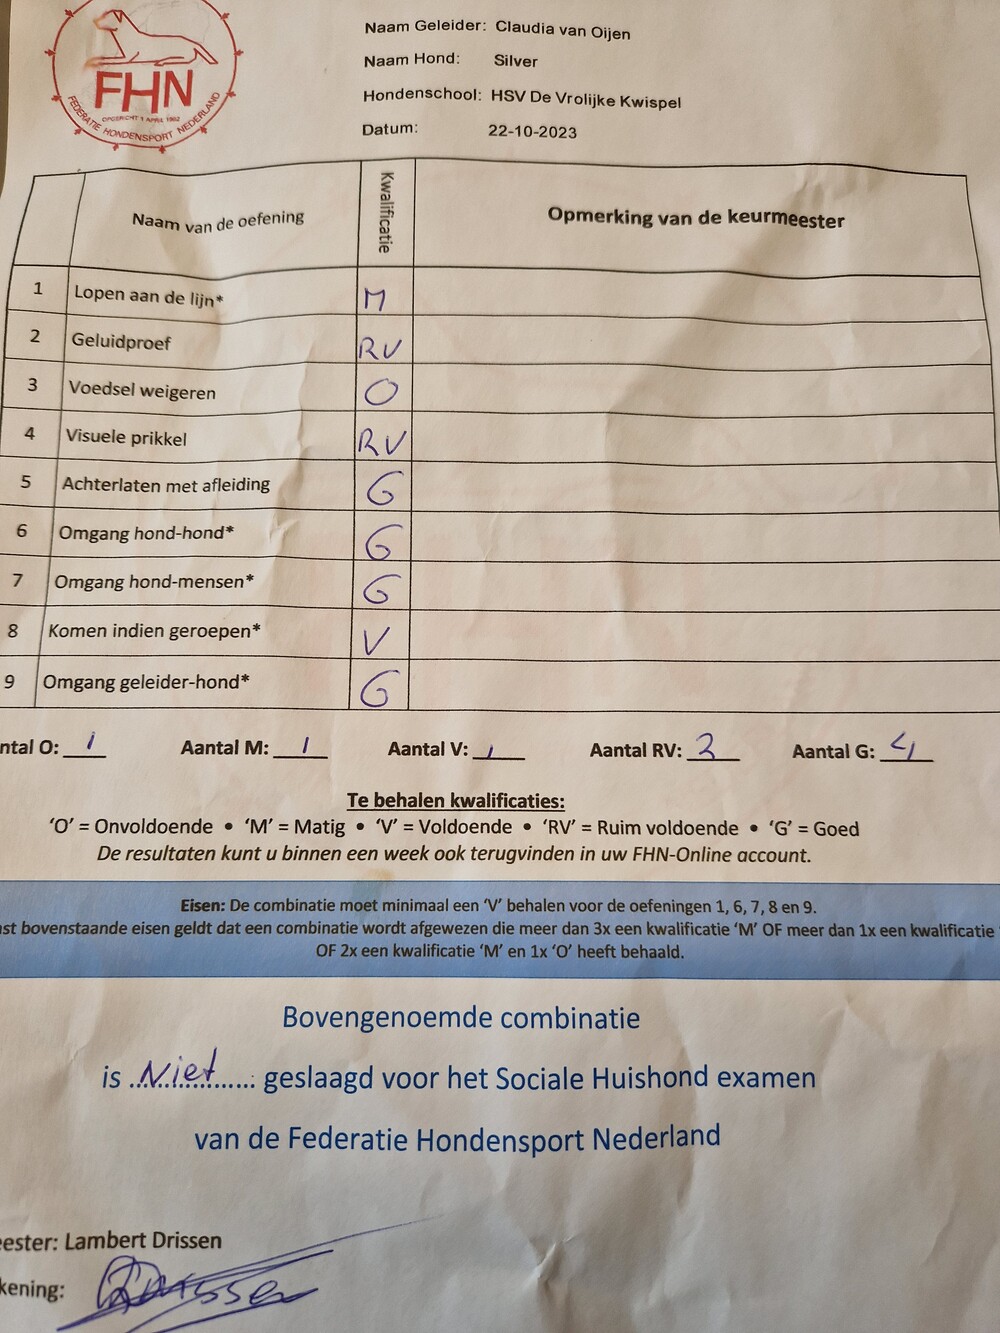 Naam Geleider: Claudia van Oijen
Naam Hond: Silver
Hondenschool: HSV De Vrolijke Kwispel
Datum: 22-10-2023
FHN
OPGERICHT 1 APRIL 1982
FEDERATIE HONDENSPORT NEDERLAND
Naam van de oefening Kwalificatie Opmerking van de keurmeester
1 Lopen aan de lijn* M
2 Geluidproef RV
3 Voedsel weigeren O
4 Visuele prikkel RV
5 Achterlaten met afleiding G
6 Omgang hond-hond* G
7 Omgang hond-mensen* G
8 Komen indien geroepen* V
9 Omgang geleider-hond* G
ntal O: 1 Aantal M: 1 Aantal V: 1 Aantal RV: 2 Aantal G: 4
Te behalen kwalificaties:
'O' = Onvoldoende • 'M' = Matig • 'V' = Voldoende • 'RV' = Ruim voldoende • 'G' = Goed
De resultaten kunt u binnen een week ook terugvinden in uw FHN-Online account.
Eisen: De combinatie moet minimaal een 'V' behalen voor de oefeningen 1, 6, 7, 8 en 9.
st bovenstaande eisen geldt dat een combinatie wordt afgewezen die meer dan 3x een kwalificatie 'M' OF meer dan 1x een kwalificatie '
OF 2x een kwalificatie 'M' en 1x 'O' heeft behaald.
Bovengenoemde combinatie
is ..Niet.. geslaagd voor het Sociale Huishond examen
van de Federatie Hondensport Nederland
ester: Lambert Drissen
kening: Drissen